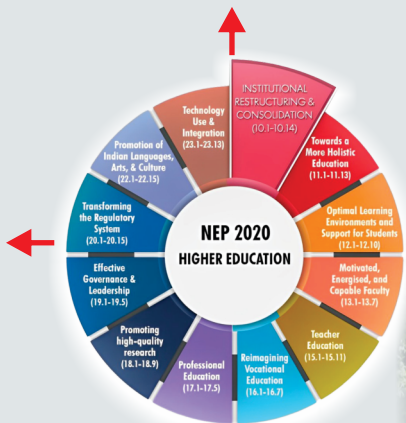 INSTITUTIONAL
RESTRUCTURING &
CONSOLIDATION
(10.1-10.14)
Towards a
More Holistic
Education
(11.1-11.13)
Optimal Learning
Environments and
Support for Students
(12.1-12.10)
Motivated,
Energised, and
Capable Faculty
(13.1-13.7)
Teacher
Education
(15.1-15.11)
Reimagining
Vocational
Education
(16.1-16.7)
Professional
Education
(17.1-17.5)
Promoting
high-quality
research
(18.1-18.9)
Effective
Governance &
Leadership
(19.1-19.5)
Transforming
the Regulatory
System
(20.1-20.15)
Promotion of
Indian Languages,
Arts, & Culture
(22.1-22.15)
Technology
Use &
Integration
(23.1-23.13)
NEP 2020
HIGHER EDUCATION